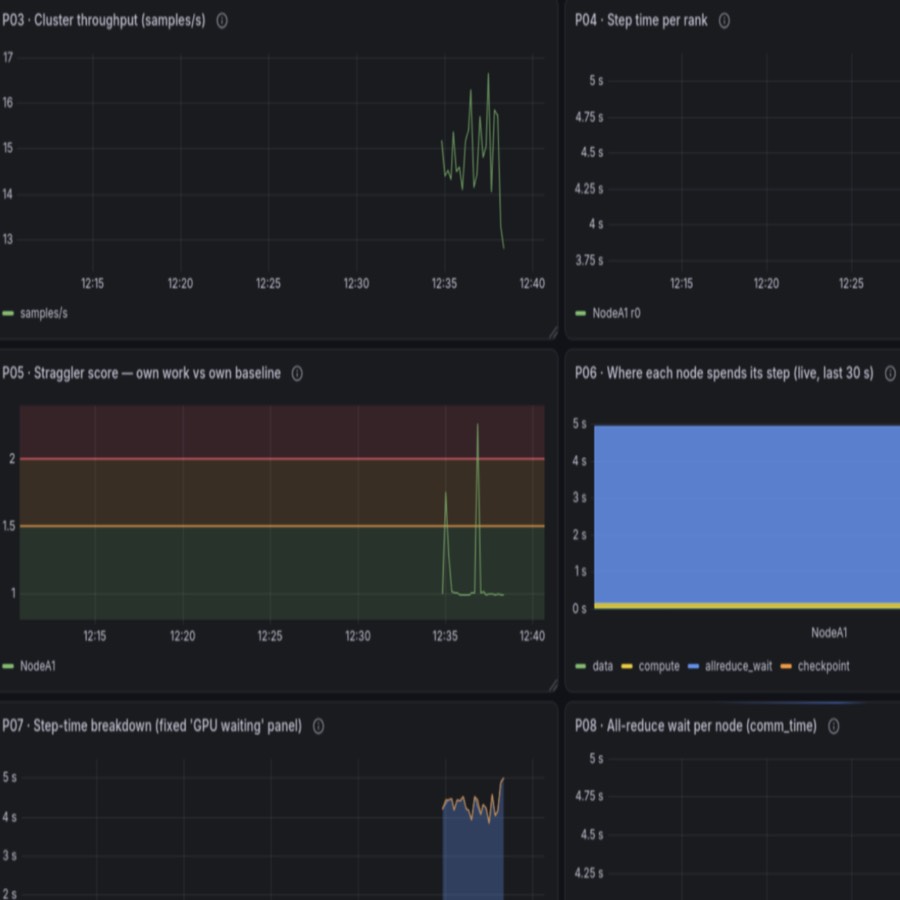 P03 · Cluster throughput (samples/s)
17
16
15
14
13
12:15 12:20 12:25 12:30 12:35 12:40
samples/s
P04 · Step time per rank
5 s
4.75 s
4.5 s
4.25 s
4 s
3.75 s
12:15 12:20 12:25
NodeA1 r0
P05 · Straggler score — own work vs own baseline
2
1.5
1
12:15 12:20 12:25 12:30 12:35 12:40
NodeA1
P06 · Where each node spends its step (live, last 30 s)
5 s
4 s
3 s
2 s
1 s
0 s
NodeA1
data compute allreduce_wait checkpoint
P07 · Step-time breakdown (fixed 'GPU waiting' panel)
5 s
4 s
3 s
2 s
P08 · All-reduce wait per node (comm_time)
5 s
4.75 s
4.5 s
4.25 s